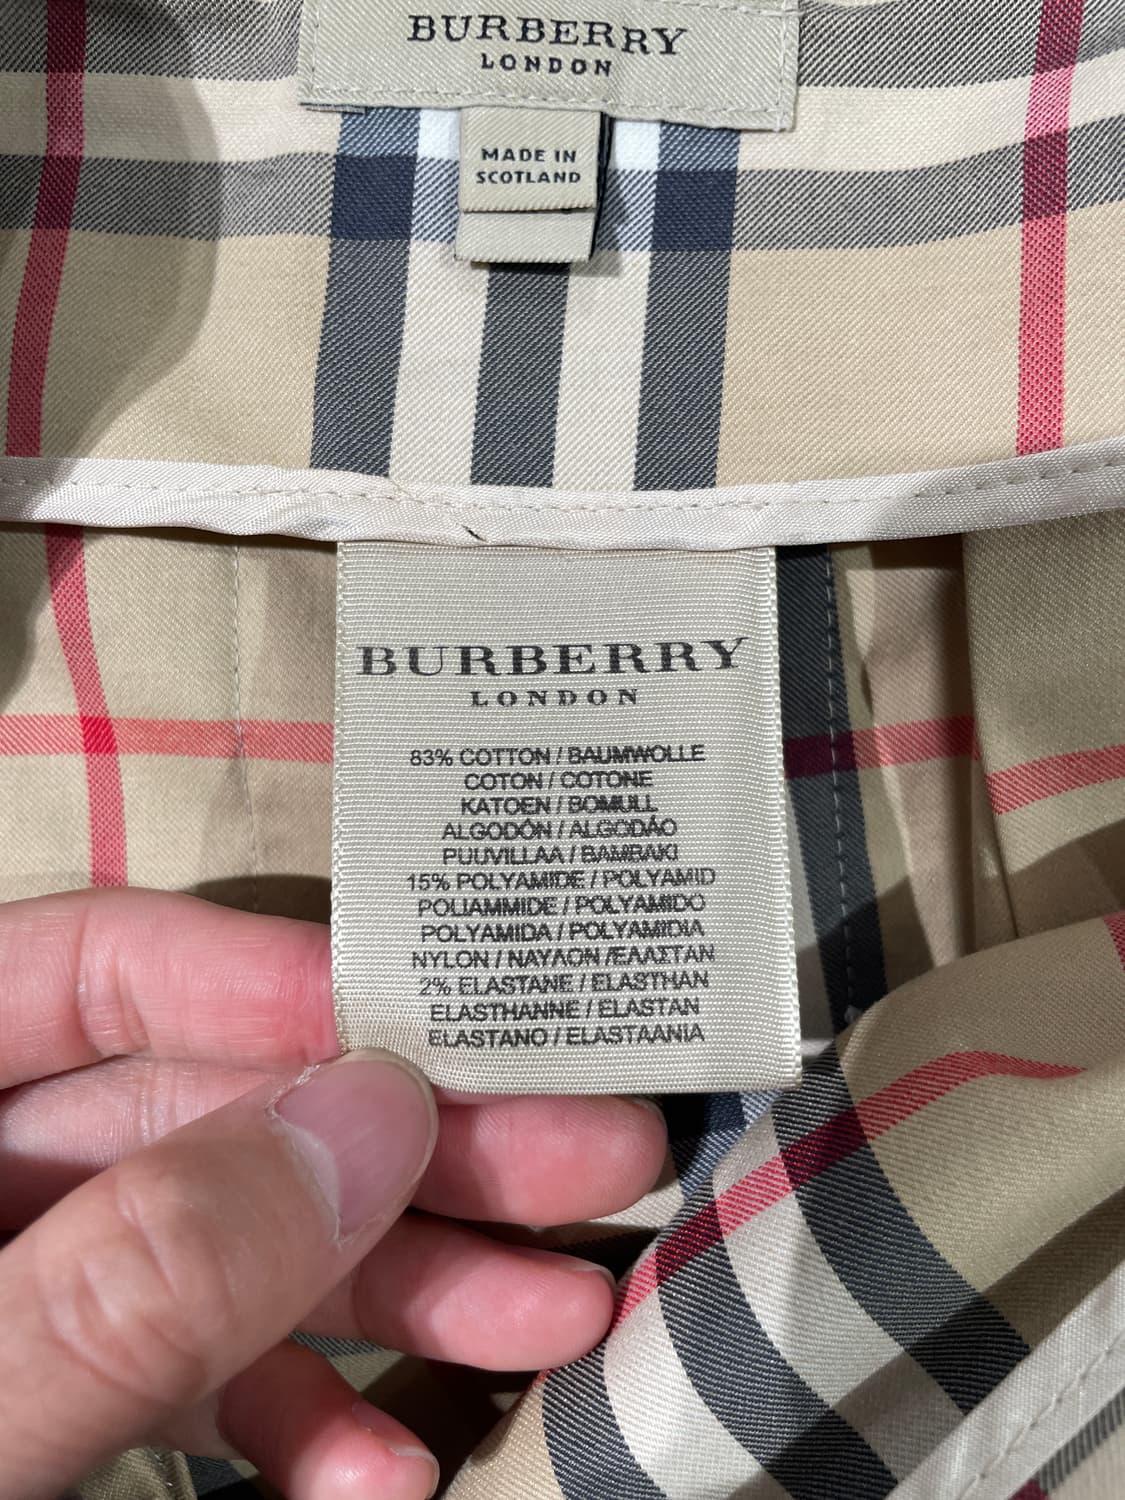 BURBERRY
LONDON
MADE IN
SCOTLAND
BURBERRY
LONDON
83% COTTON / BAUMWOLLE
COTON / COTONE
KATOEN / BOMULL
ALGODÓN / ALGODÃO
PUUVILLAA / BAMBAKI
15% POLYAMIDE / POLYAMID
POLIAMMIDE / POLYAMIDO
POLYAMIDA / POLYAMIDIA
NYLON / ΝΑΥΛΟΝ /ΕΛΑΣΤΑΝ
2% ELASTANE / ELASTHAN
ELASTHANNE / ELASTAN
ELASTANO / ELASTAANIA